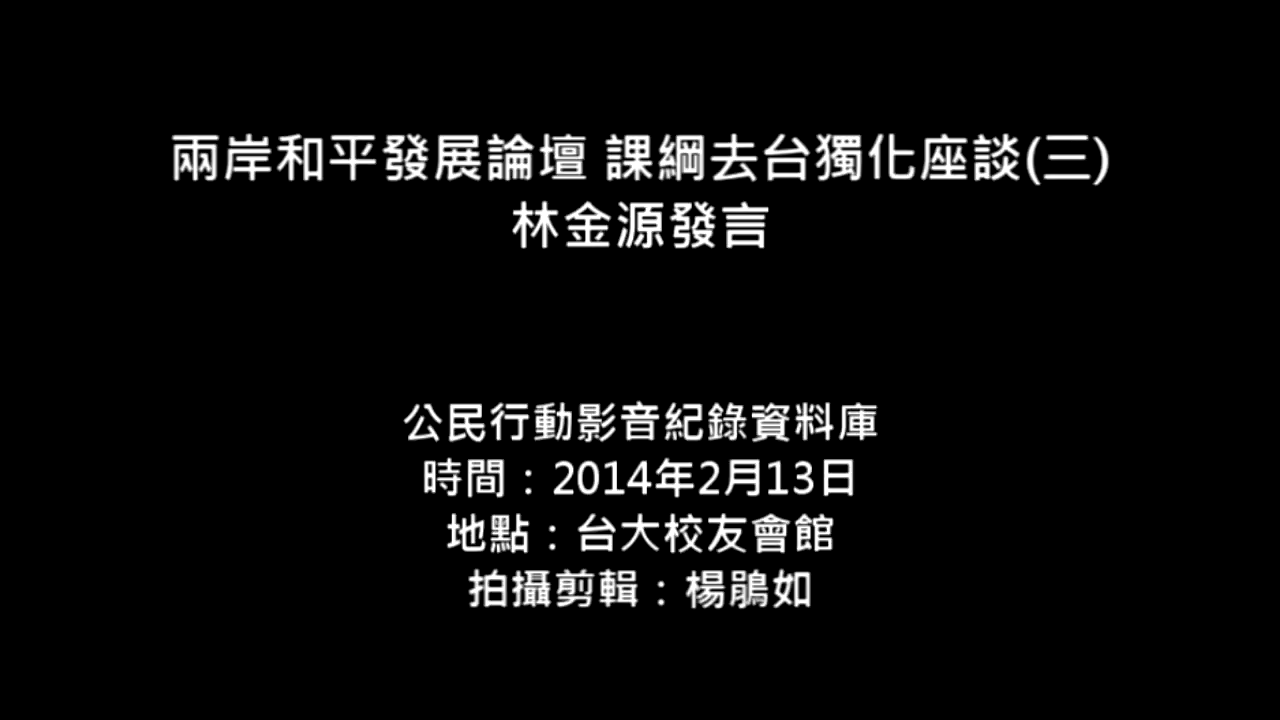 兩岸和平發展論壇 課綱去台獨化座談(三)
林金源發言
公民行動影音紀錄資料庫
時間：2014年2月13日
地點：台大校友會館
拍攝剪輯：楊鵑如